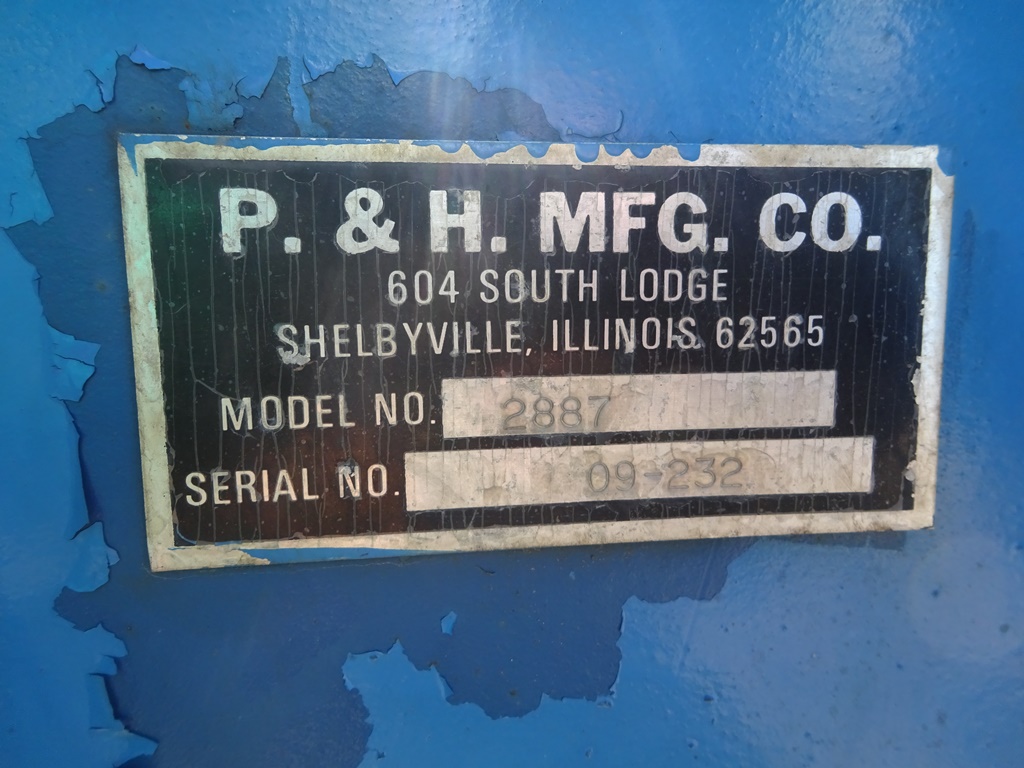 P. & H. MFG. CO.
604 SOUTH LODGE
SHELBYVILLE, ILLINOIS 62565
MODEL NO. 2887
SERIAL NO. 09-232